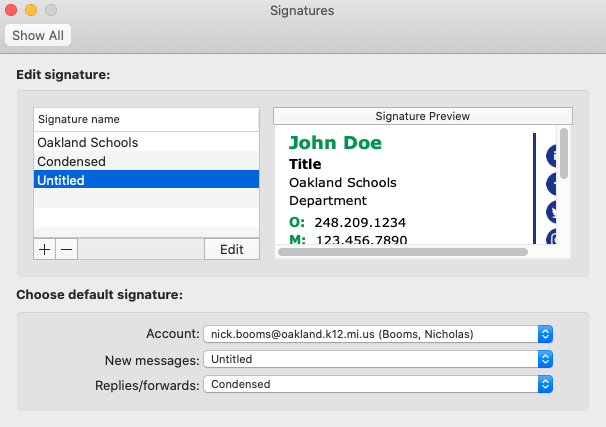 Signatures
Show All
Edit signature:
Signature name
Oakland Schools
Condensed
Untitled
+ −
Edit
Signature Preview
John Doe
Title
Oakland Schools
Department
O: 248.209.1234
M: 123.456.7890
Choose default signature:
Account: nick.booms@oakland.k12.mi.us (Booms, Nicholas)
New messages: Untitled
Replies/forwards: Condensed